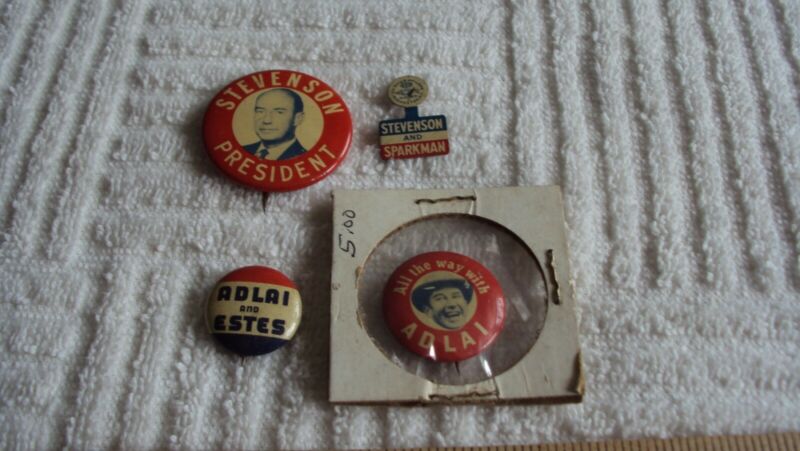 STEVENSON
PRESIDENT
STEVENSON
AND
SPARKMAN
5.00
All the way with
ADLAI
ADLAI
AND
ESTES